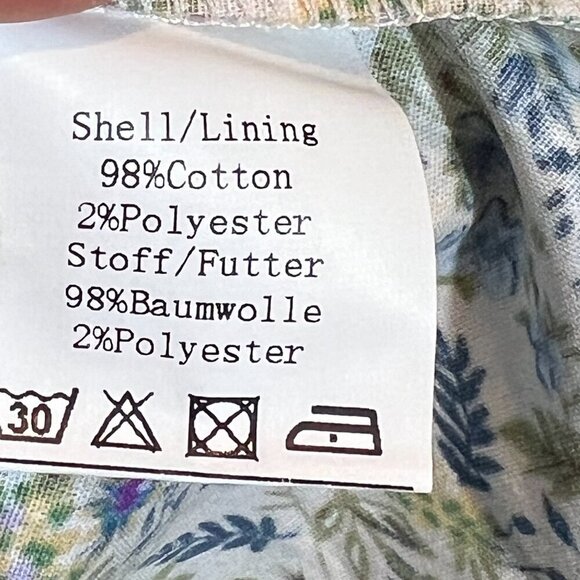 Shell/Lining
98%Cotton
2%Polyester
Stoff/Futter
98%Baumwolle
2%Polyester
30